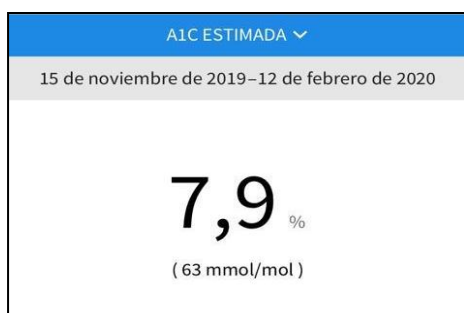 A1C ESTIMADA
15 de noviembre de 2019–12 de febrero de 2020
7,9 %
( 63 mmol/mol )